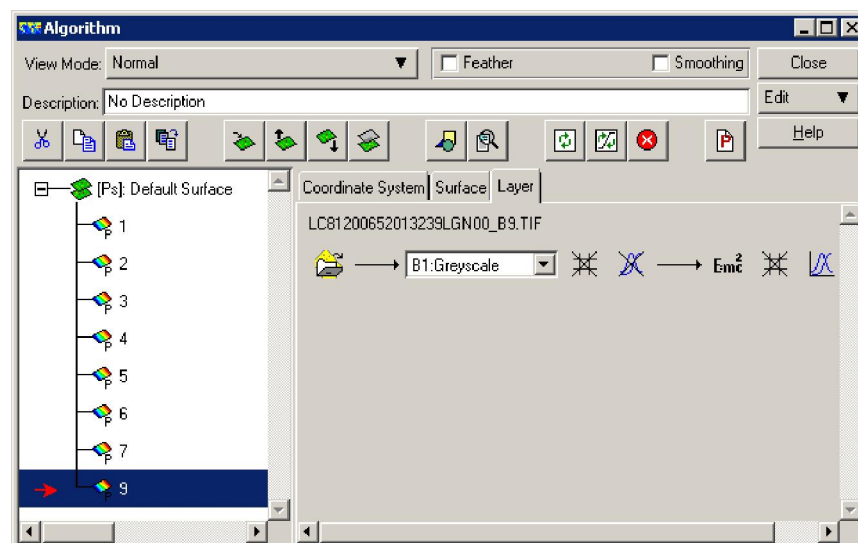 Algorithm
View Mode: Normal Feather Smoothing Close
Description: No Description Edit
Help
[Ps]: Default Surface Coordinate System Surface Layer
1 LC81200652013239LGN00_B9.TIF
2 B1:Greyscale Emc²
3
4
5
6
7
9